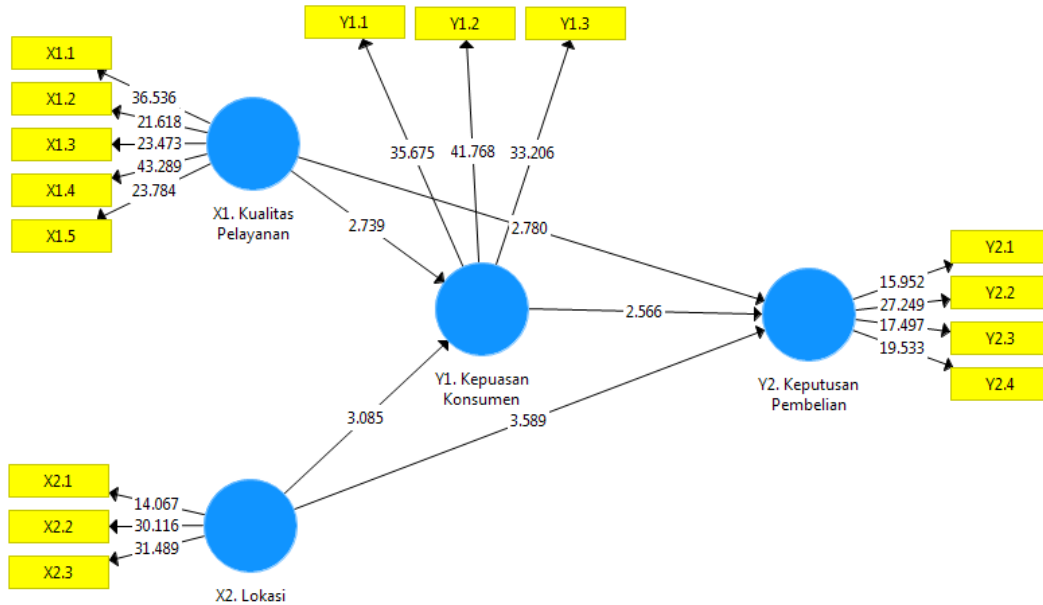 Y1.1
Y1.2
Y1.3
X1.1
X1.2
X1.3
X1.4
X1.5
36.536
21.618
23.473
43.289
23.784
X1. Kualitas
Pelayanan
35.675
41.768
33.206
2.739
2.780
Y1. Kepuasan
Konsumen
2.566
Y2.1
Y2.2
Y2.3
Y2.4
15.952
27.249
17.497
19.533
Y2. Keputusan
Pembelian
3.085
3.589
X2.1
X2.2
X2.3
14.067
30.116
31.489
X2. Lokasi